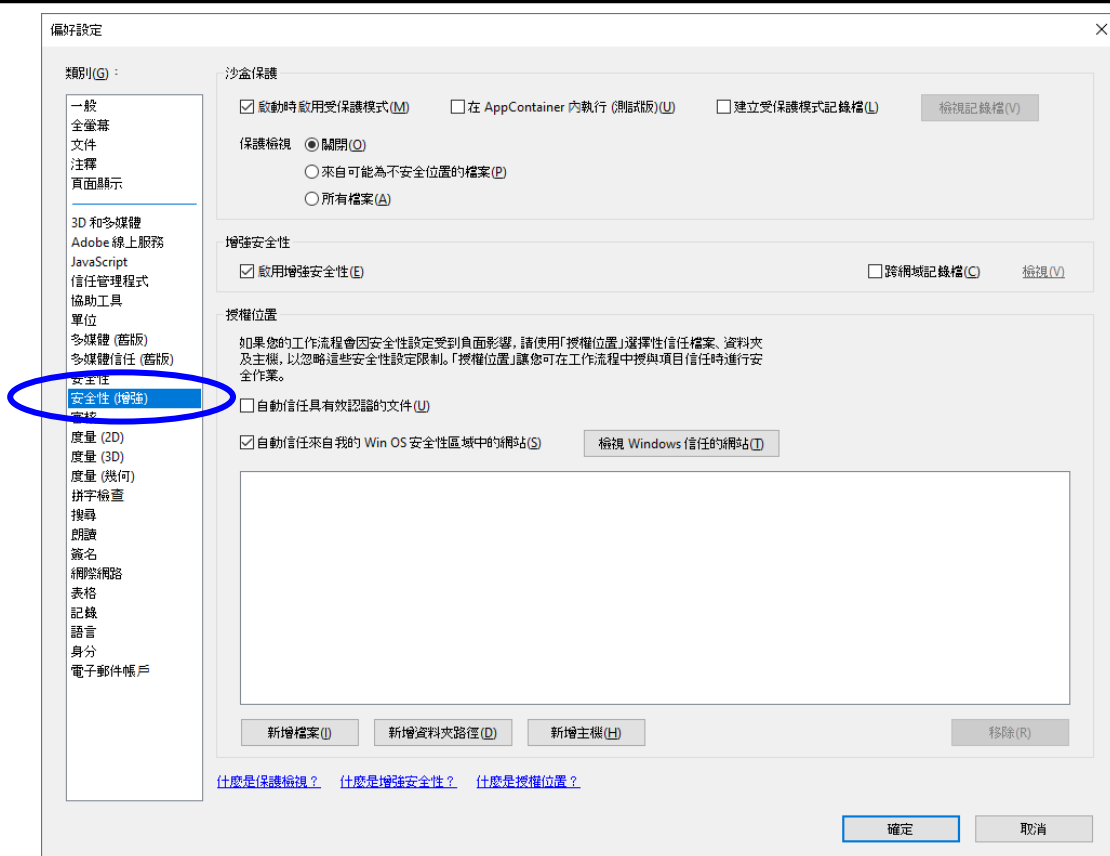 偏好設定
類別(G)：
一般
全螢幕
文件
注釋
頁面顯示
3D 和多媒體
Adobe 線上服務
JavaScript
信任管理程式
協助工具
單位
多媒體 (舊版)
多媒體信任 (舊版)
安全性
安全性 (增強)
審核
度量 (2D)
度量 (3D)
度量 (幾何)
拼字檢查
搜尋
朗讀
簽名
網際網路
表格
記錄
語言
身分
電子郵件帳戶
沙盒保護
啟動時啟用受保護模式(M) 在 AppContainer 內執行 (測試版)(U) 建立受保護模式記錄檔(L) 檢視記錄檔(V)
保護檢視 關閉(O)
來自可能為不安全位置的檔案(P)
所有檔案(A)
增強安全性
啟用增強安全性(E) 跨網域記錄檔(C) 檢視(V)
授權位置
如果您的工作流程會因安全性設定受到負面影響，請使用「授權位置」選擇性信任檔案、資料夾
及主機，以忽略這些安全性設定限制。「授權位置」讓您可在工作流程中授與項目信任時進行安
全作業。
自動信任具有效認證的文件(U)
自動信任來自我的 Win OS 安全性區域中的網站(S) 檢視 Windows 信任的網站(T)
新增檔案(I) 新增資料夾路徑(D) 新增主機(H) 移除(R)
什麼是保護檢視？ 什麼是增強安全性？ 什麼是授權位置？
確定 取消